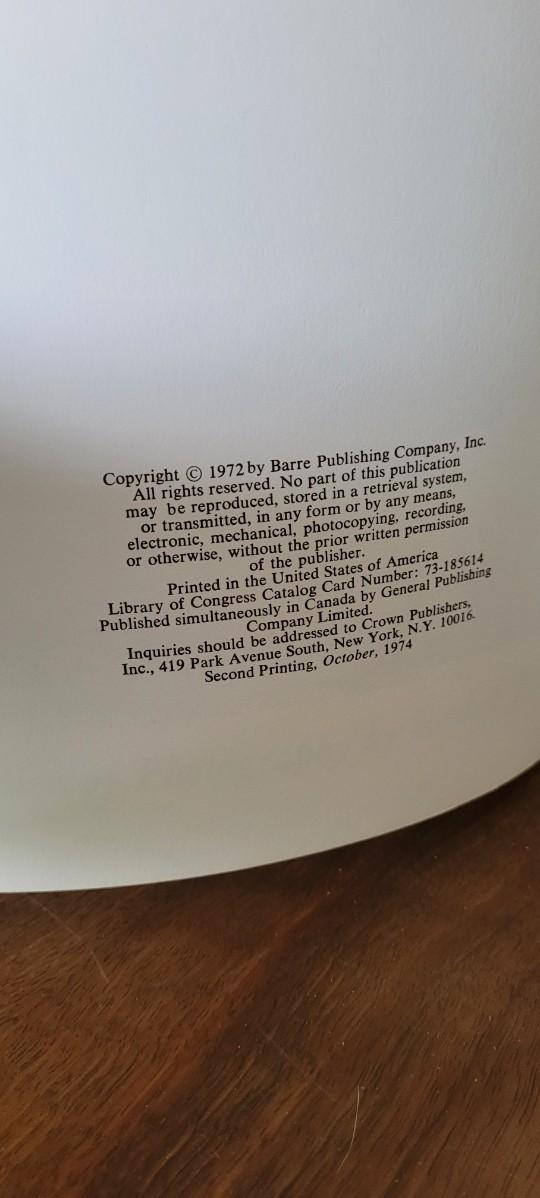 Copyright © 1972 by Barre Publishing Company, Inc.
All rights reserved. No part of this publication
may be reproduced, stored in a retrieval system,
or transmitted, in any form or by any means,
electronic, mechanical, photocopying, recording,
or otherwise, without the prior written permission
of the publisher.
Printed in the United States of America
Library of Congress Catalog Card Number: 73-185614
Published simultaneously in Canada by General Publishing
Company Limited.
Inquiries should be addressed to Crown Publishers,
Inc., 419 Park Avenue South, New York, N.Y. 10016.
Second Printing, October, 1974